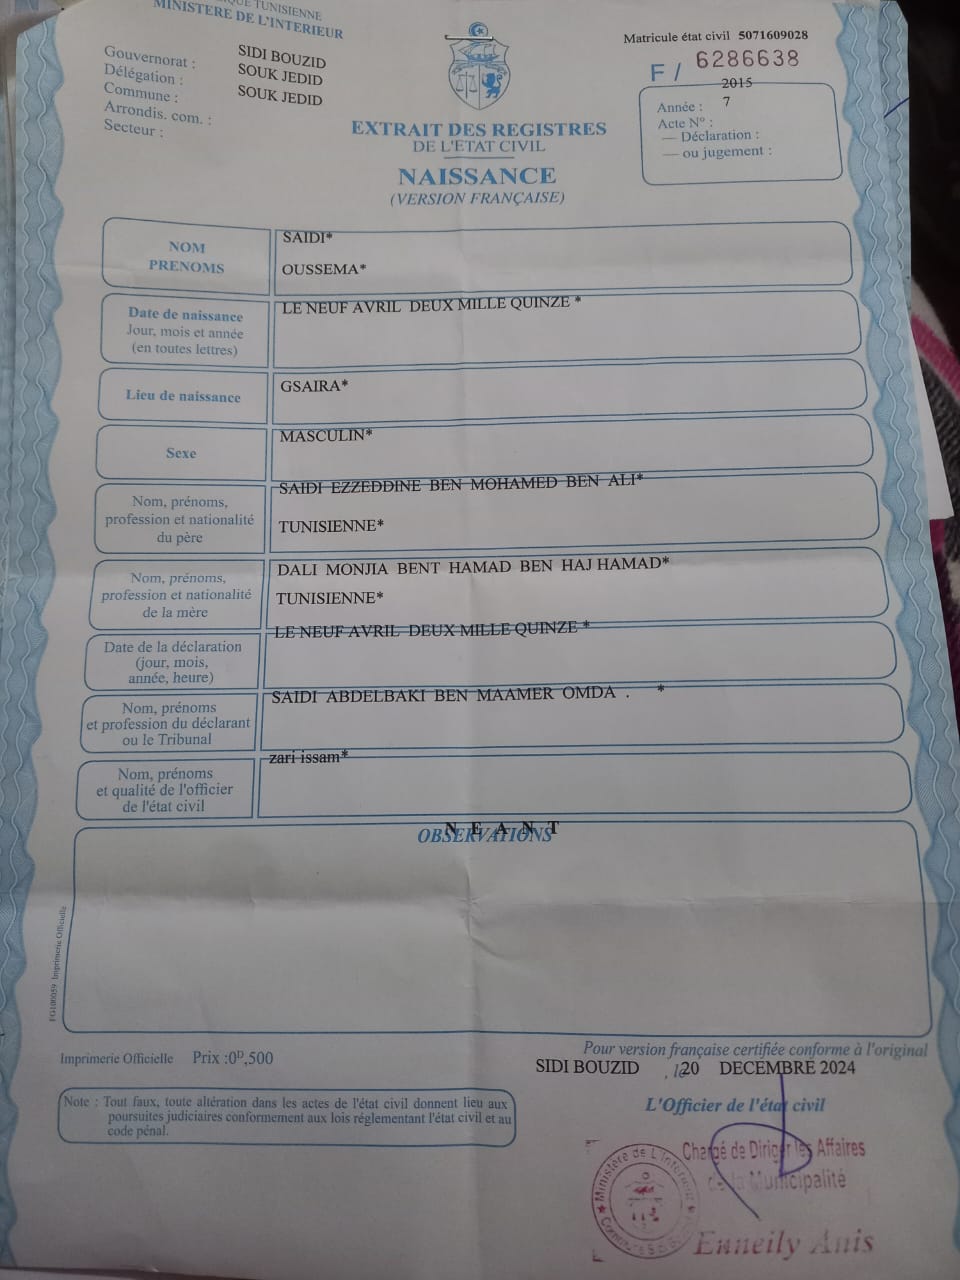 TUNISIENNE
MINISTERE DE L'INTERIEUR
Gouvernorat : SIDI BOUZID
Délégation : SOUK JEDID
Commune : SOUK JEDID
Arrondis. com. :
Secteur :
EXTRAIT DES REGISTRES
DE L'ETAT CIVIL
NAISSANCE
(VERSION FRANÇAISE)
Matricule état civil 5071609028
F / 6286638
2015
Année : 7
Acte Nº :
— Déclaration :
— ou jugement :
NOM SAIDI*
PRENOMS OUSSEMA*
Date de naissance LE NEUF AVRIL DEUX MILLE QUINZE *
Jour, mois et année
(en toutes lettres)
Lieu de naissance GSAIRA*
Sexe MASCULIN*
Nom, prénoms, SAIDI EZZEDDINE BEN MOHAMED BEN ALI*
profession et nationalité TUNISIENNE*
du père
Nom, prénoms, DALI MONJIA BENT HAMAD BEN HAJ HAMAD*
profession et nationalité TUNISIENNE*
de la mère
Date de la déclaration LE NEUF AVRIL DEUX MILLE QUINZE *
(jour, mois,
année, heure)
Nom, prénoms SAIDI ABDELBAKI BEN MAAMER OMDA . *
et profession du déclarant
ou le Tribunal
Nom, prénoms zari issam*
et qualité de l'officier
de l'état civil
N E A N T
OBSERVATIONS
FG100059 Imprimerie Officielle
Imprimerie Officielle Prix :0ᴰ,500
Pour version française certifiée conforme à l'original
SIDI BOUZID , le 20 DECEMBRE 2024
L'Officier de l'état civil
Note : Tout faux, toute altération dans les actes de l'état civil donnent lieu aux
poursuites judiciaires conformement aux lois réglementant l'état civil et au
code pénal.
Chargé de Diriger les Affaires
de la Municipalité
Ministère de L'Intérieur
Enneily Anis